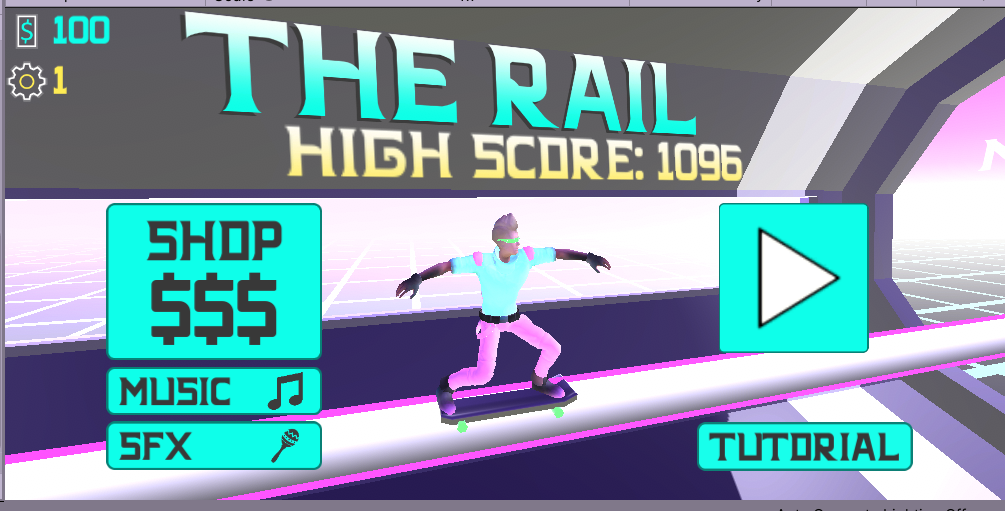 $ 100
1
THE RAIL
HIGH SCORE: 1096
SHOP
$$$
MUSIC
SFX
TUTORIAL